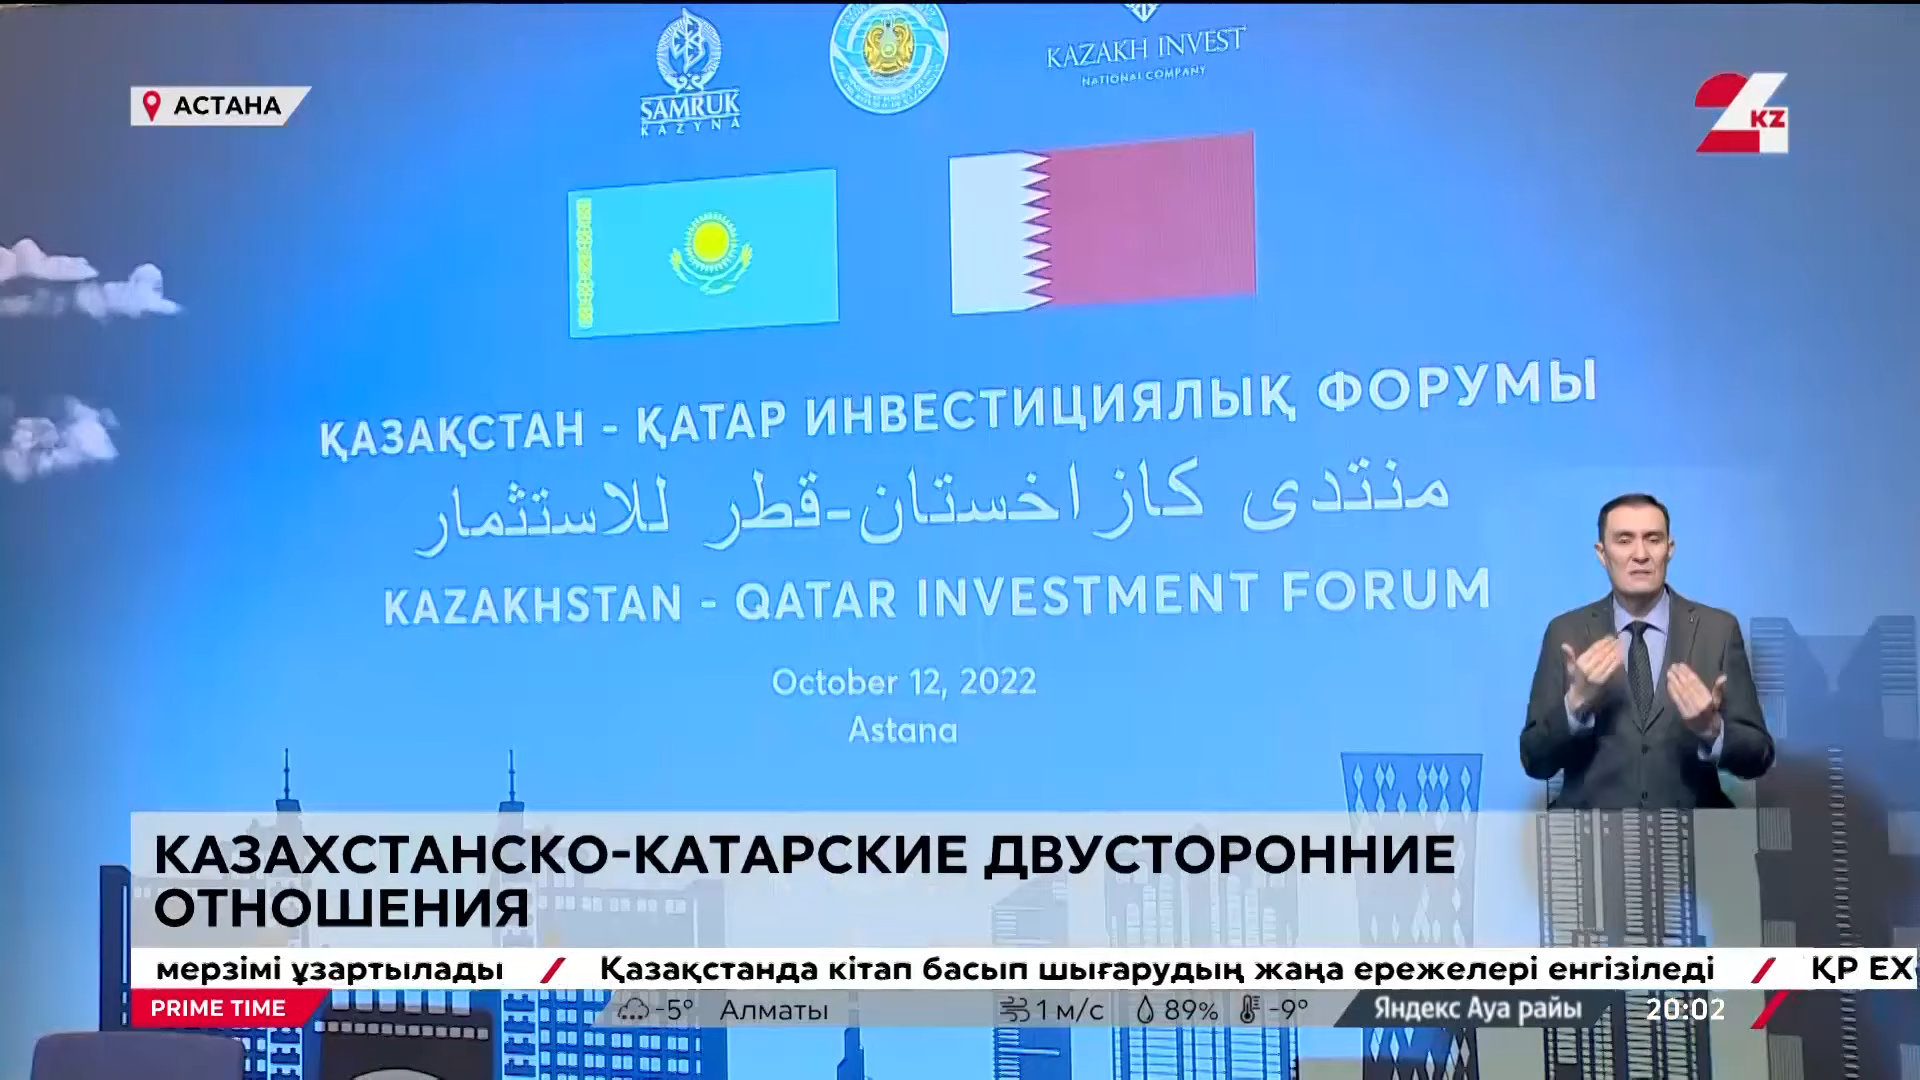 SAMRUK
KAZYNA
KAZAKH INVEST
NATIONAL COMPANY
АСТАНА
KZ
ҚАЗАҚСТАН - ҚАТАР ИНВЕСТИЦИЯЛЫҚ ФОРУМЫ
منتدى كازاخستان-قطر للاستثمار
KAZAKHSTAN - QATAR INVESTMENT FORUM
October 12, 2022
Astana
КАЗАХСТАНСКО-КАТАРСКИЕ ДВУСТОРОННИЕ
ОТНОШЕНИЯ
мерзімі ұзартылады / Қазақстанда кітап басып шығарудың жаңа ережелері енгізіледі / ҚР ЕХ
PRIME TIME -5° Алматы 1 м/с 89% -9° Яндекс Ауа райы 20:02